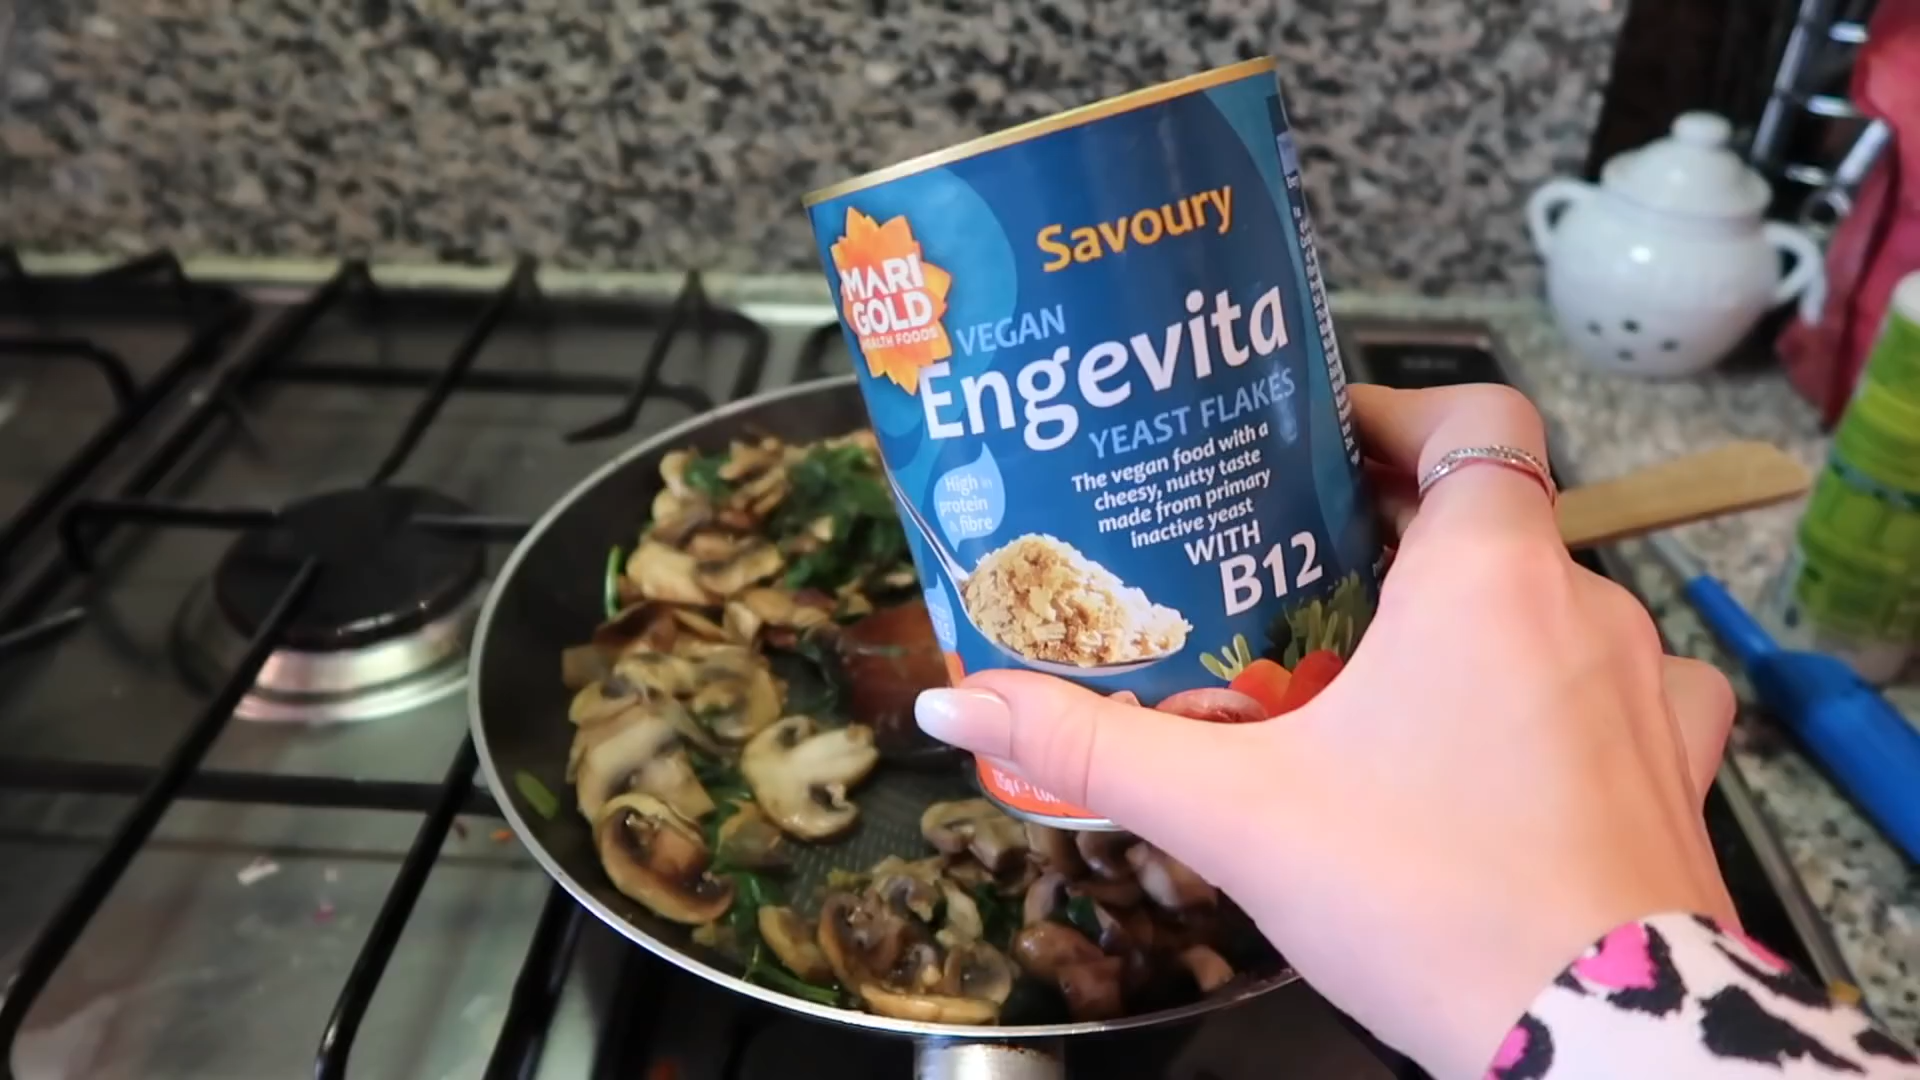 Savoury
MARI
GOLD
HEALTH FOODS
VEGAN
Engevita
YEAST FLAKES
The vegan food with a
cheesy, nutty taste
made from primary
inactive yeast
WITH
B12
High in
protein
& fibre